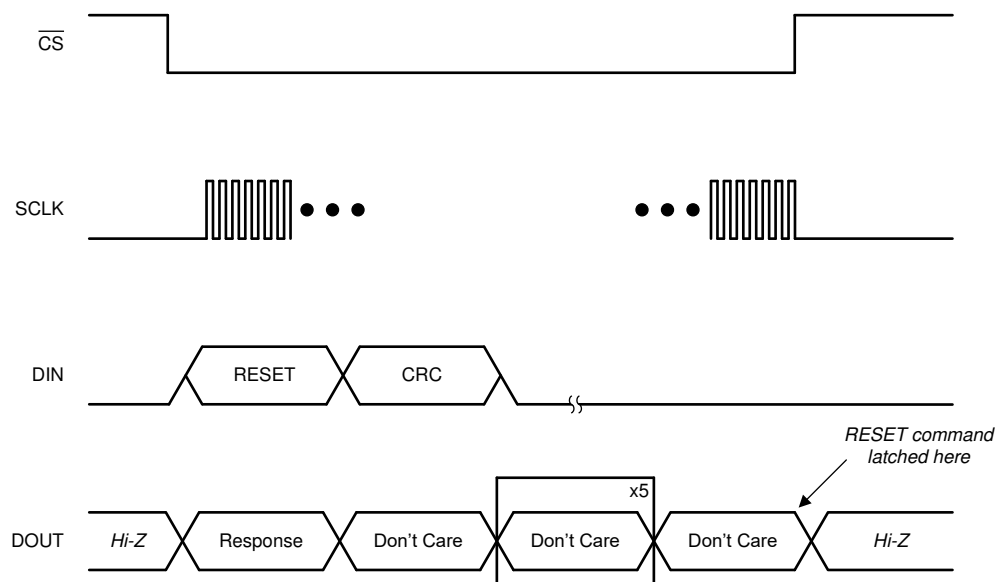 CS
SCLK
DIN
RESET
CRC
RESET command
latched here
x5
DOUT
Hi-Z
Response
Don't Care
Don't Care
Don't Care
Hi-Z